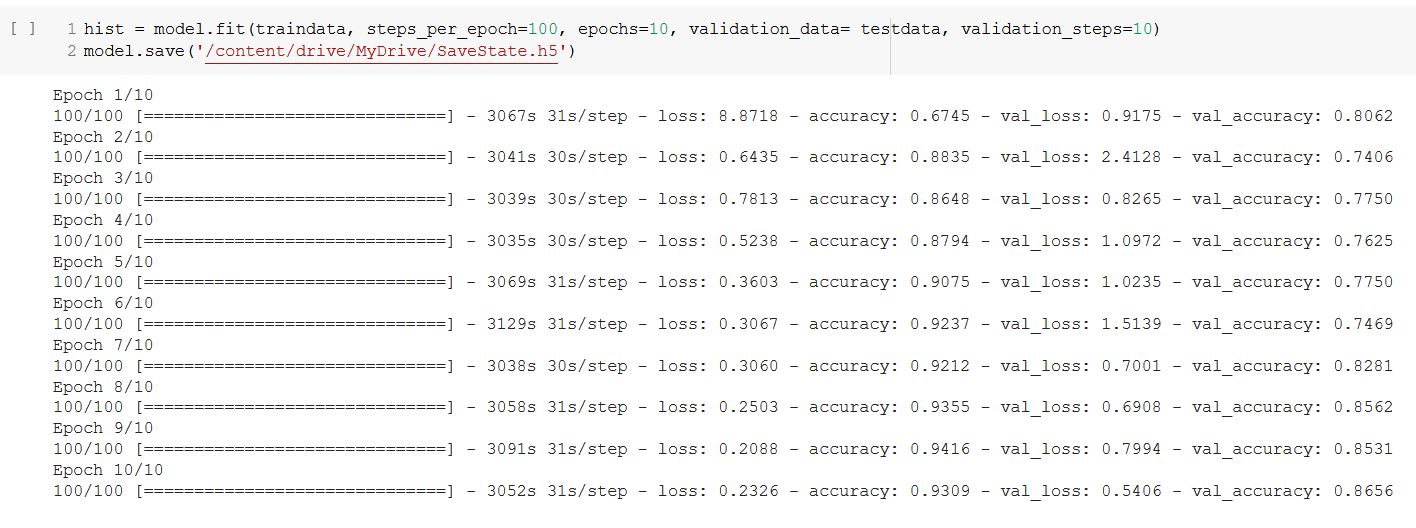 [ ] 1 hist = model.fit(traindata, steps_per_epoch=100, epochs=10, validation_data= testdata, validation_steps=10)
2 model.save('/content/drive/MyDrive/SaveState.h5')
Epoch 1/10
100/100 [==============================] - 3067s 31s/step - loss: 8.8718 - accuracy: 0.6745 - val_loss: 0.9175 - val_accuracy: 0.8062
Epoch 2/10
100/100 [==============================] - 3041s 30s/step - loss: 0.6435 - accuracy: 0.8835 - val_loss: 2.4128 - val_accuracy: 0.7406
Epoch 3/10
100/100 [==============================] - 3039s 30s/step - loss: 0.7813 - accuracy: 0.8648 - val_loss: 0.8265 - val_accuracy: 0.7750
Epoch 4/10
100/100 [==============================] - 3035s 30s/step - loss: 0.5238 - accuracy: 0.8794 - val_loss: 1.0972 - val_accuracy: 0.7625
Epoch 5/10
100/100 [==============================] - 3069s 31s/step - loss: 0.3603 - accuracy: 0.9075 - val_loss: 1.0235 - val_accuracy: 0.7750
Epoch 6/10
100/100 [==============================] - 3129s 31s/step - loss: 0.3067 - accuracy: 0.9237 - val_loss: 1.5139 - val_accuracy: 0.7469
Epoch 7/10
100/100 [==============================] - 3038s 30s/step - loss: 0.3060 - accuracy: 0.9212 - val_loss: 0.7001 - val_accuracy: 0.8281
Epoch 8/10
100/100 [==============================] - 3058s 31s/step - loss: 0.2503 - accuracy: 0.9355 - val_loss: 0.6908 - val_accuracy: 0.8562
Epoch 9/10
100/100 [==============================] - 3091s 31s/step - loss: 0.2088 - accuracy: 0.9416 - val_loss: 0.7994 - val_accuracy: 0.8531
Epoch 10/10
100/100 [==============================] - 3052s 31s/step - loss: 0.2326 - accuracy: 0.9309 - val_loss: 0.5406 - val_accuracy: 0.8656